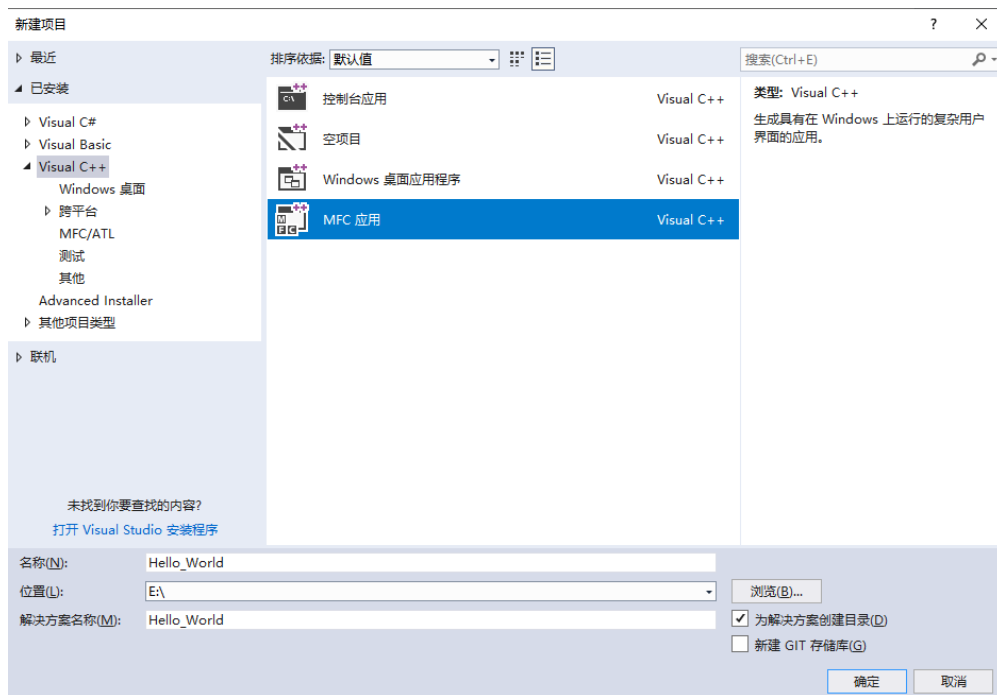 新建项目
?
最近
已安装
Visual C#
Visual Basic
Visual C++
Windows 桌面
跨平台
MFC/ATL
测试
其他
Advanced Installer
其他项目类型
联机
未找到你要查找的内容?
打开 Visual Studio 安装程序
排序依据: 默认值
控制台应用 Visual C++
空项目 Visual C++
Windows 桌面应用程序 Visual C++
MFC 应用 Visual C++
搜索(Ctrl+E)
类型: Visual C++
生成具有在 Windows 上运行的复杂用户
界面的应用。
名称(N): Hello_World
位置(L): E:\ 浏览(B)...
解决方案名称(M): Hello_World 为解决方案创建目录(D)
新建 GIT 存储库(G)
确定 取消